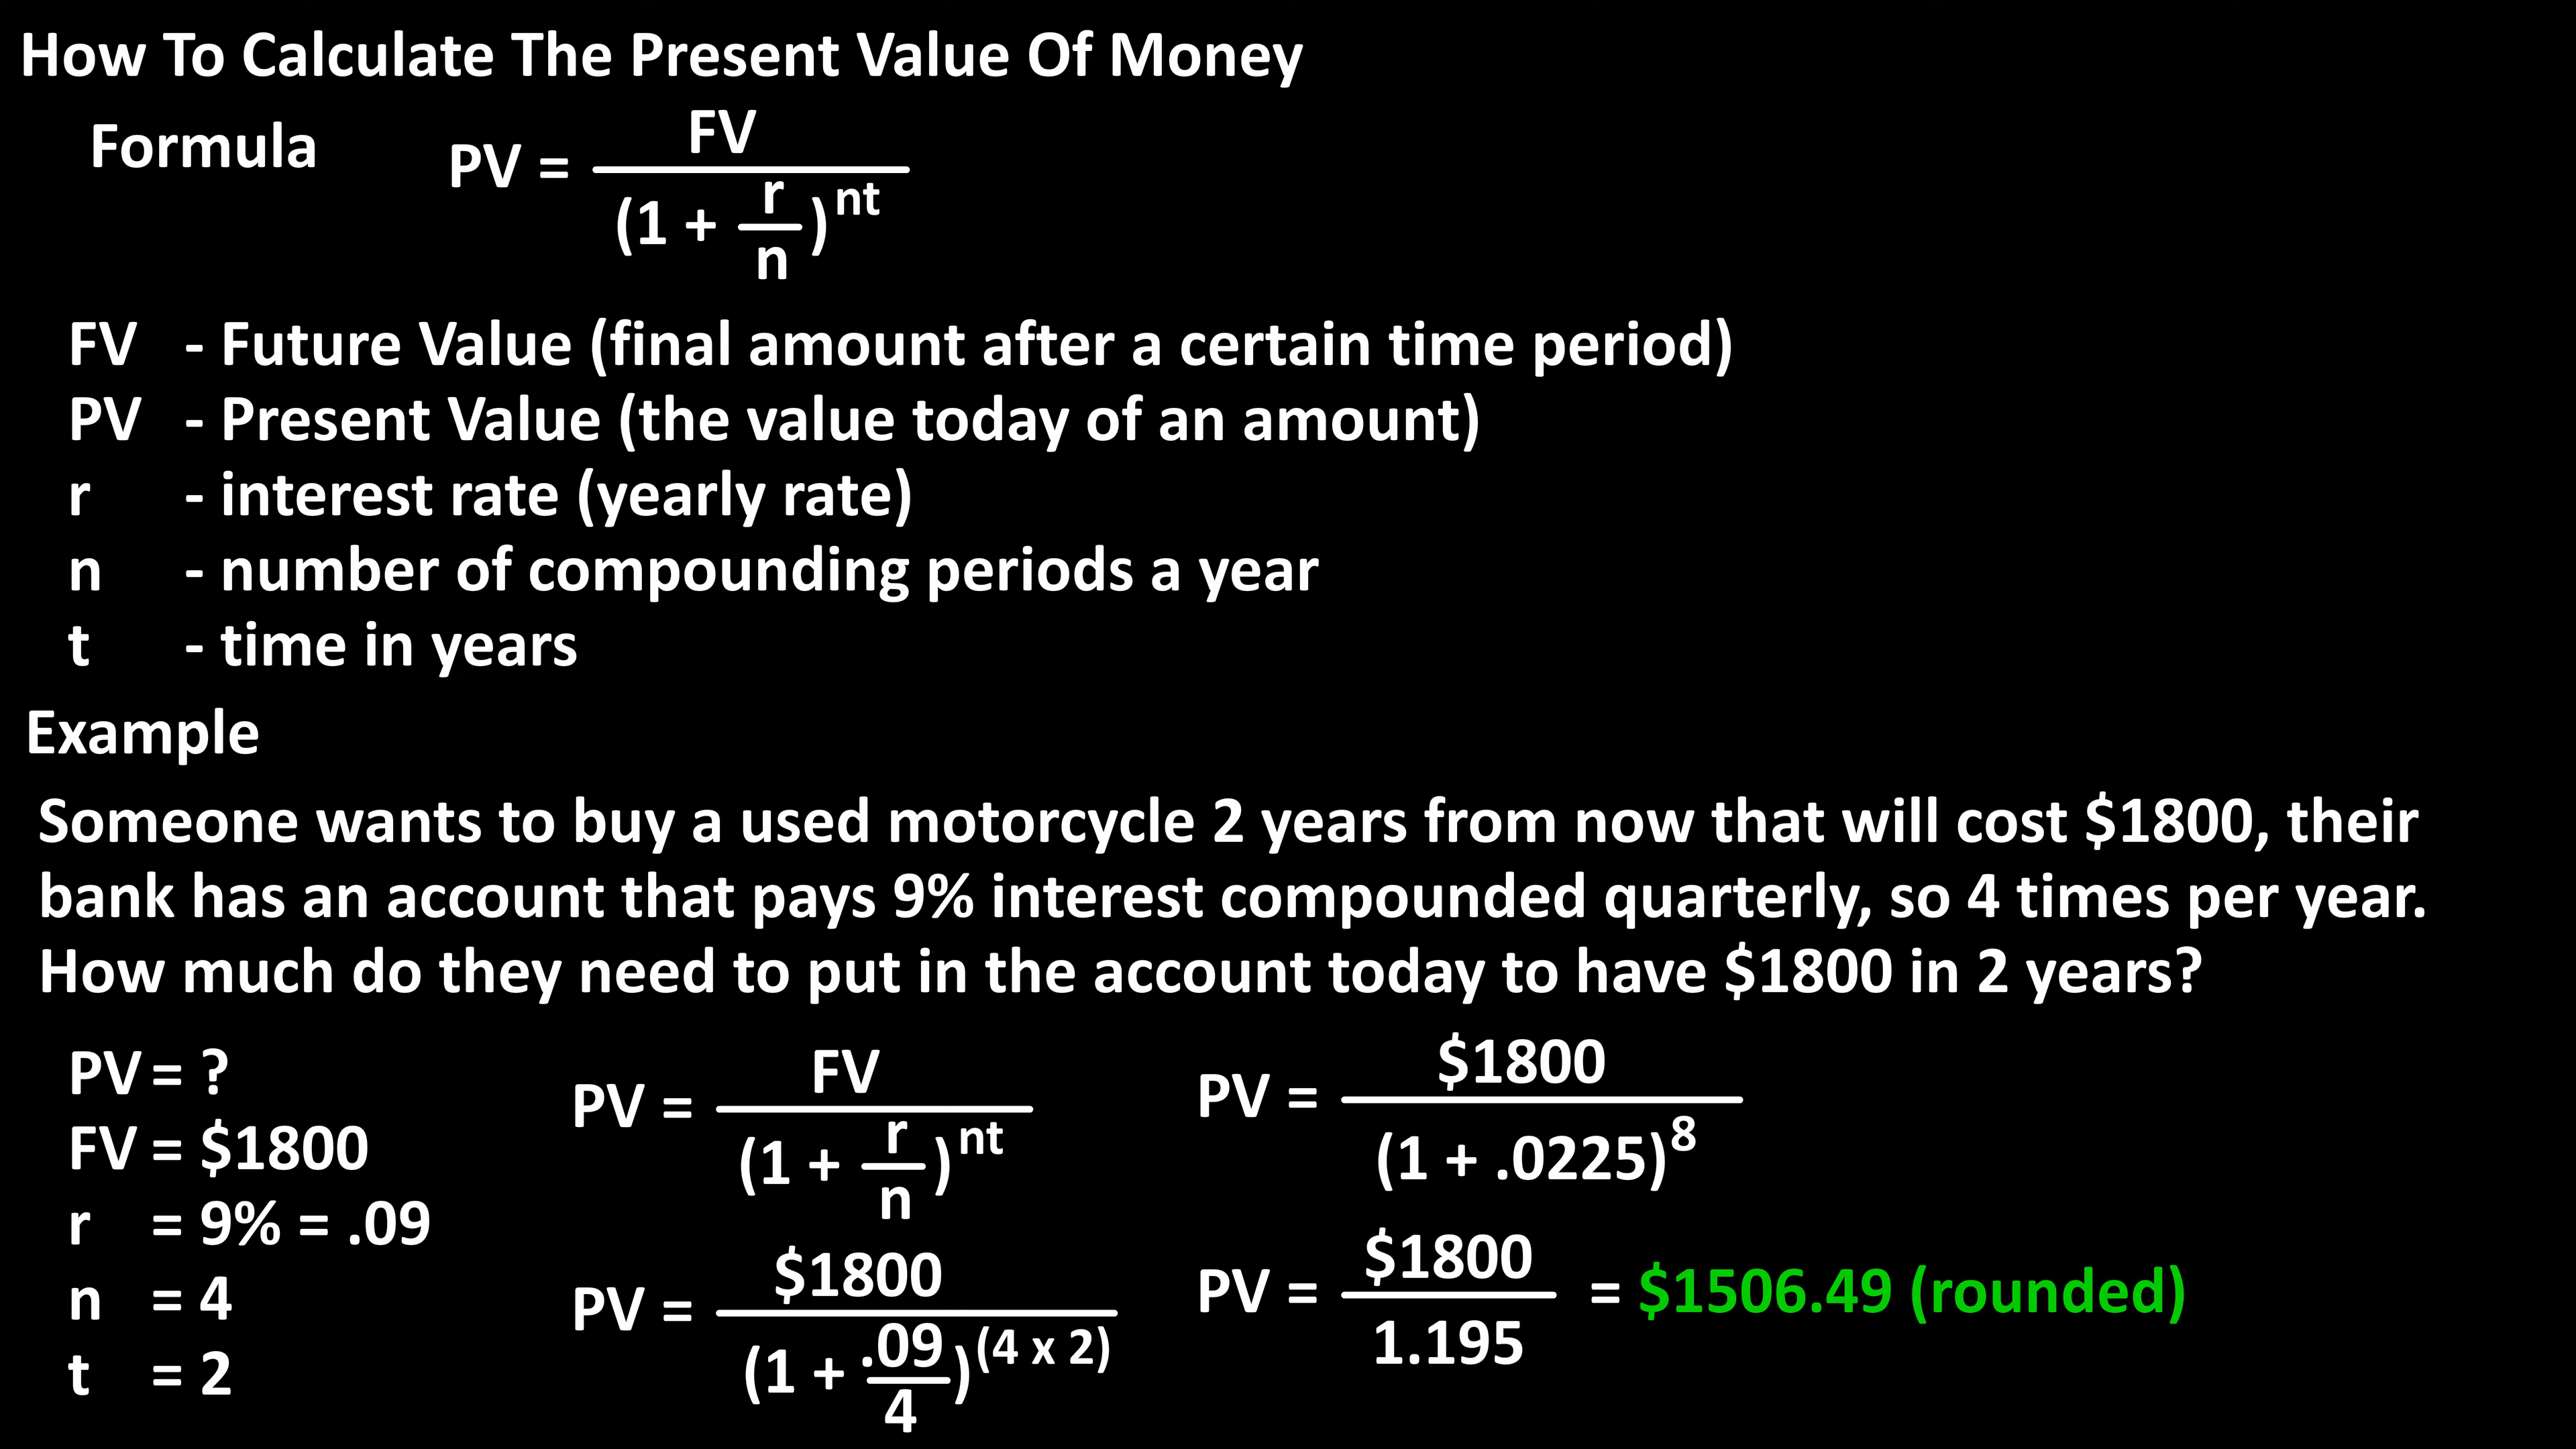 How To Calculate The Present Value Of Money
Formula
PV = FV / (1 + r/n)^nt
FV - Future Value (final amount after a certain time period)
PV - Present Value (the value today of an amount)
r - interest rate (yearly rate)
n - number of compounding periods a year
t - time in years
Example
Someone wants to buy a used motorcycle 2 years from now that will cost $1800, their
bank has an account that pays 9% interest compounded quarterly, so 4 times per year.
How much do they need to put in the account today to have $1800 in 2 years?
PV = ?
FV = $1800
r = 9% = .09
n = 4
t = 2
PV = FV / (1 + r/n)^nt
PV = $1800 / (1 + .09/4)^(4 x 2)
PV = $1800 / (1 + .0225)^8
PV = $1800 / 1.195 = $1506.49 (rounded)